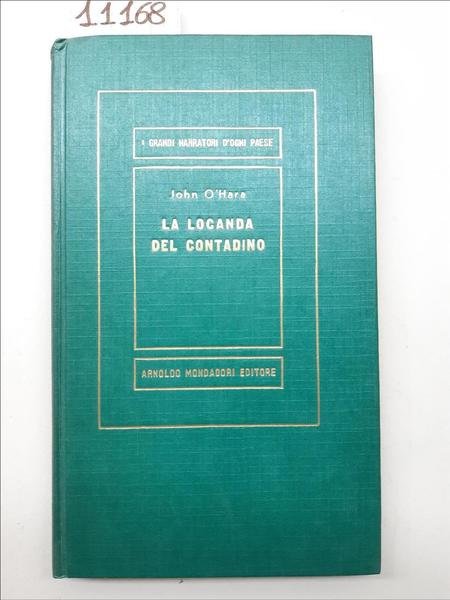 11168
I GRANDI NARRATORI D'OGNI PAESE
John O'Hara
LA LOCANDA
DEL CONTADINO
ARNOLDO MONDADORI EDITORE